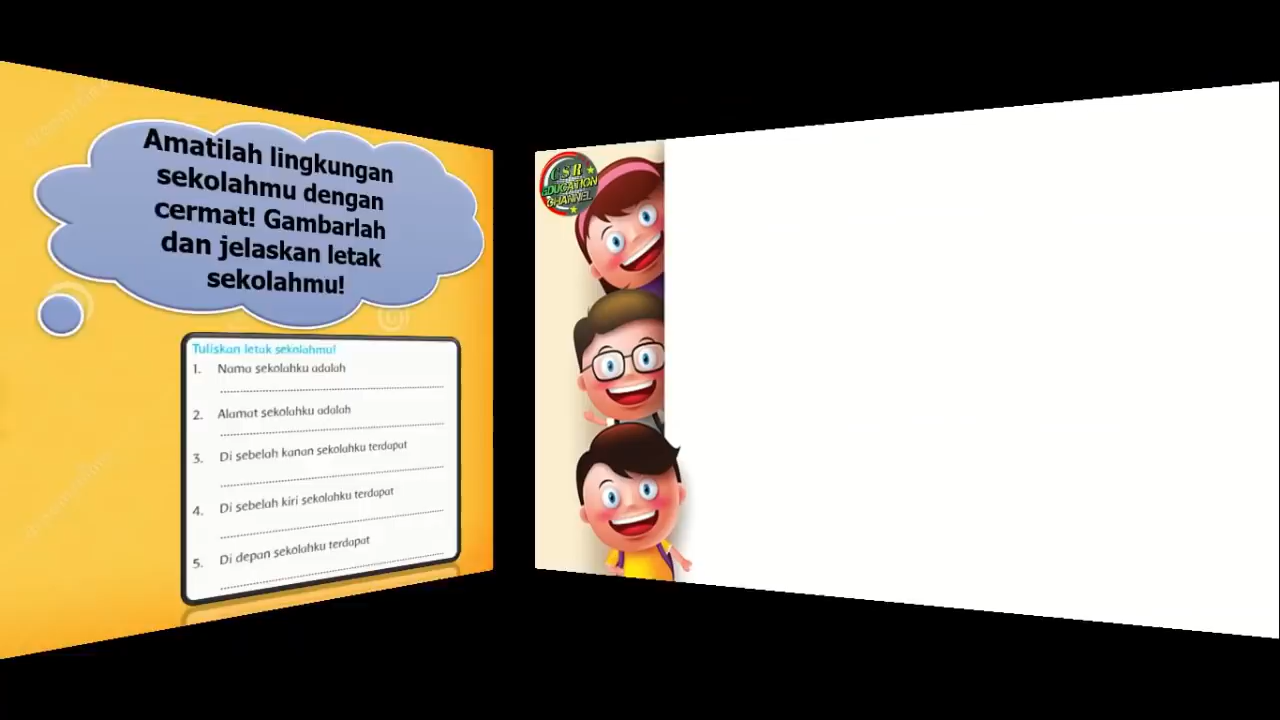 Amatilah lingkungan
sekolahmu dengan
cermat! Gambarlah
dan jelaskan letak
sekolahmu!
Tuliskan letak sekolahmu!
1. Nama sekolahku adalah
2. Alamat sekolahku adalah
3. Di sebelah kanan sekolahku terdapat
4. Di sebelah kiri sekolahku terdapat
5. Di depan sekolahku terdapat
GSR
EDUCATION
CHANNEL